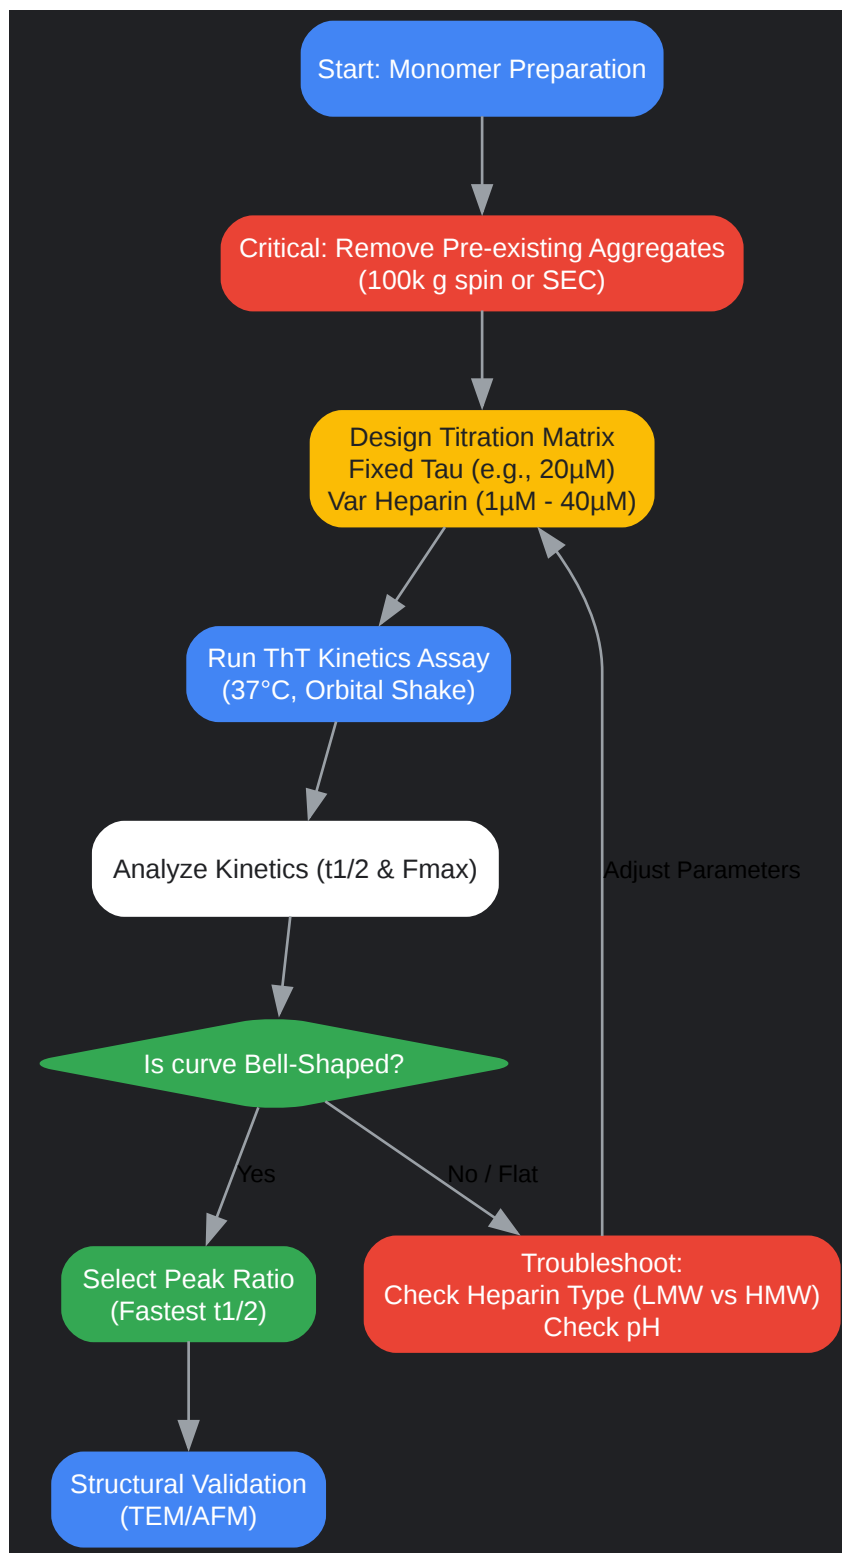 Start: Monomer Preparation
Critical: Remove Pre-existing Aggregates
(100k g spin or SEC)
Design Titration Matrix
Fixed Tau (e.g., 20µM)
Var Heparin (1µM - 40µM)
Run ThT Kinetics Assay
(37°C, Orbital Shake)
Analyze Kinetics (t1/2 & Fmax)
Adjust Parameters
Is curve Bell-Shaped?
Yes
No / Flat
Select Peak Ratio
(Fastest t1/2)
Troubleshoot:
Check Heparin Type (LMW vs HMW)
Check pH
Structural Validation
(TEM/AFM)